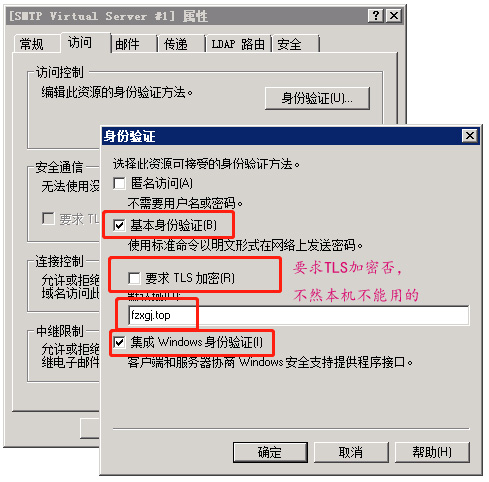 [SMTP Virtual Server #1] 属性
常规 访问 邮件 传递 LDAP 路由 安全
访问控制
编辑此资源的身份验证方法。
身份验证(U)...
安全通信
无法使用没
要求 TL
连接控制
允许或拒绝
域名访问此
中继限制
允许或拒绝
继电子邮件
身份验证
选择此资源可接受的身份验证方法。
匿名访问(A)
不需要用户名或密码。
基本身份验证(B)
使用标准命令以明文形式在网络上发送密码。
要求 TLS 加密(R)
要求TLS加密否,
不然本机不能用的
fzxgj.top
集成 Windows 身份验证(I)
客户端和服务器协商 Windows 安全支持提供程序接口。
确定 取消 帮助(H)